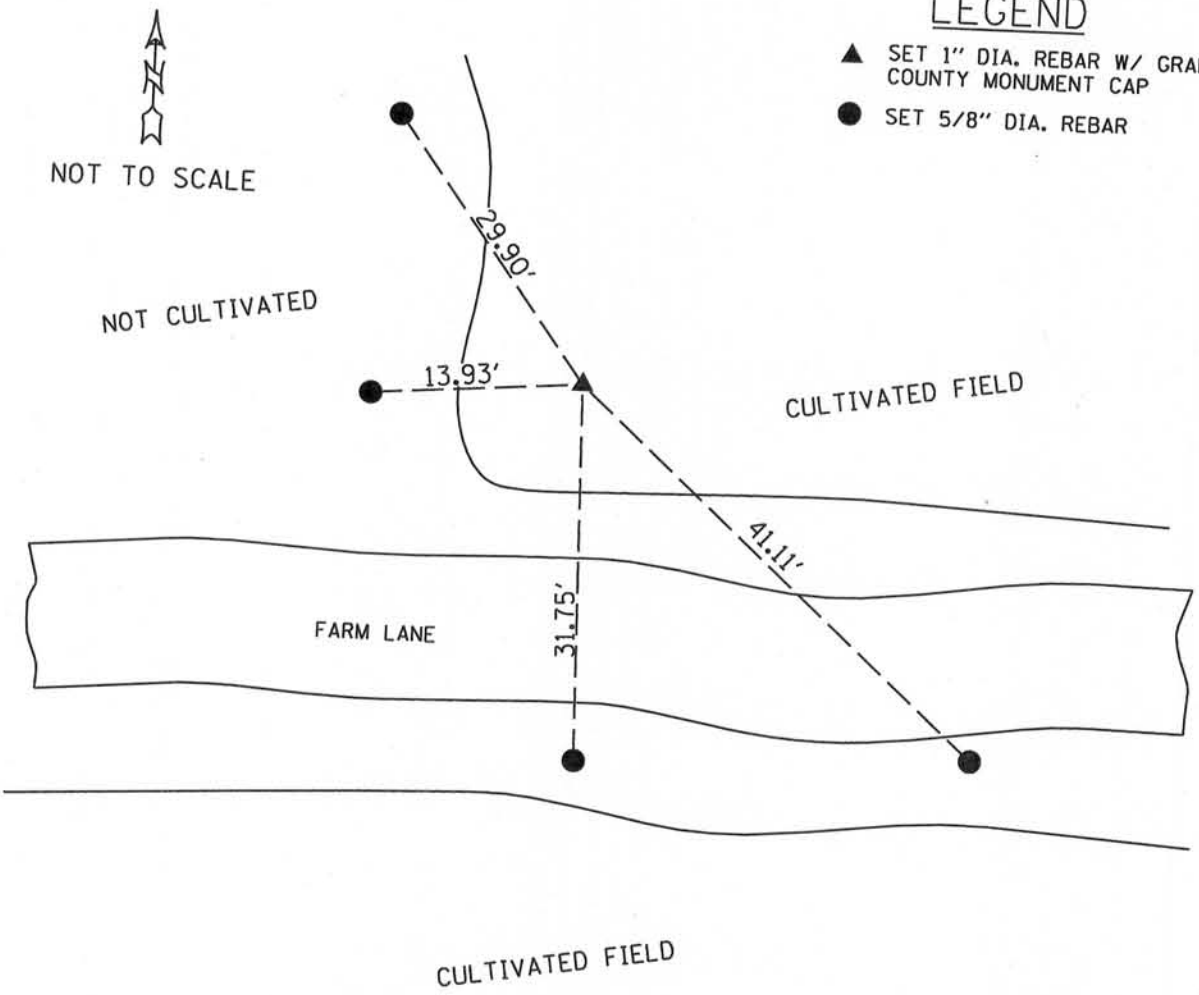 LEGEND
SET 1" DIA. REBAR W/
COUNTY MONUMENT CAP
SET 5/8" DIA. REBAR
N
NOT TO SCALE
29.90'
NOT CULTIVATED
13.93'
CULTIVATED FIELD
41.11'
31.75'
FARM LANE
CULTIVATED FIELD